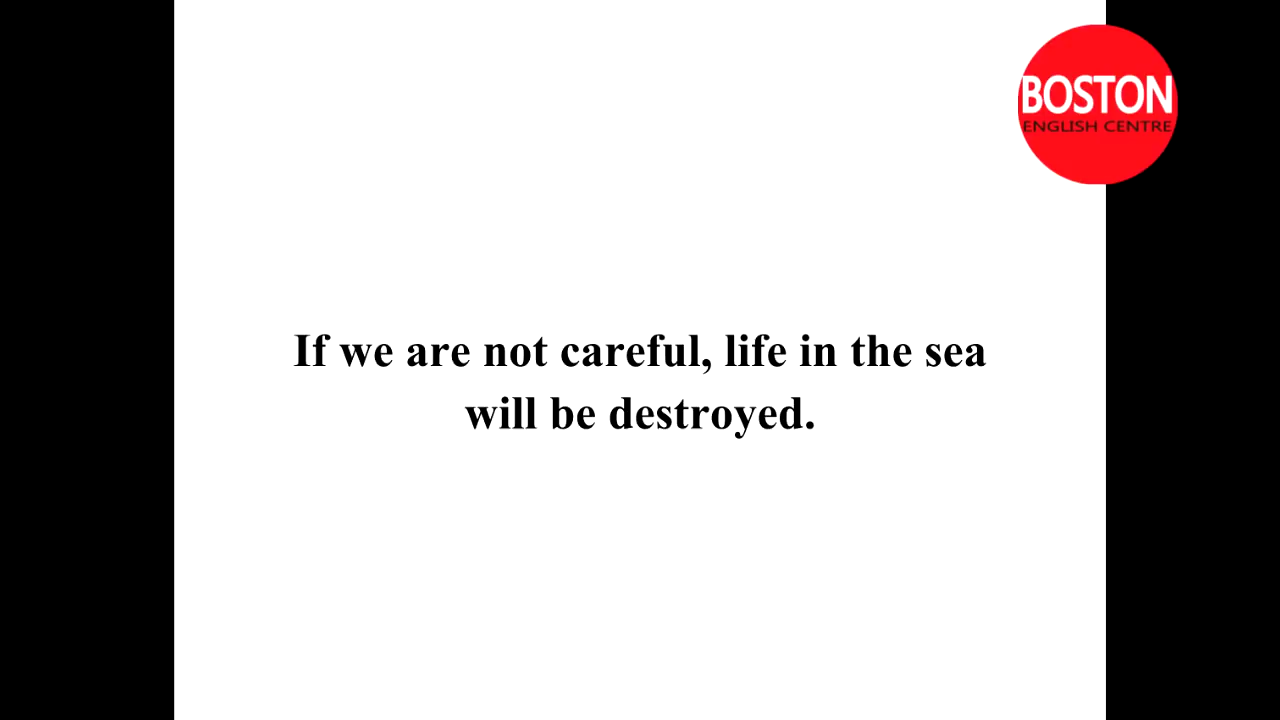 BOSTON
ENGLISH CENTRE
If we are not careful, life in the sea
will be destroyed.